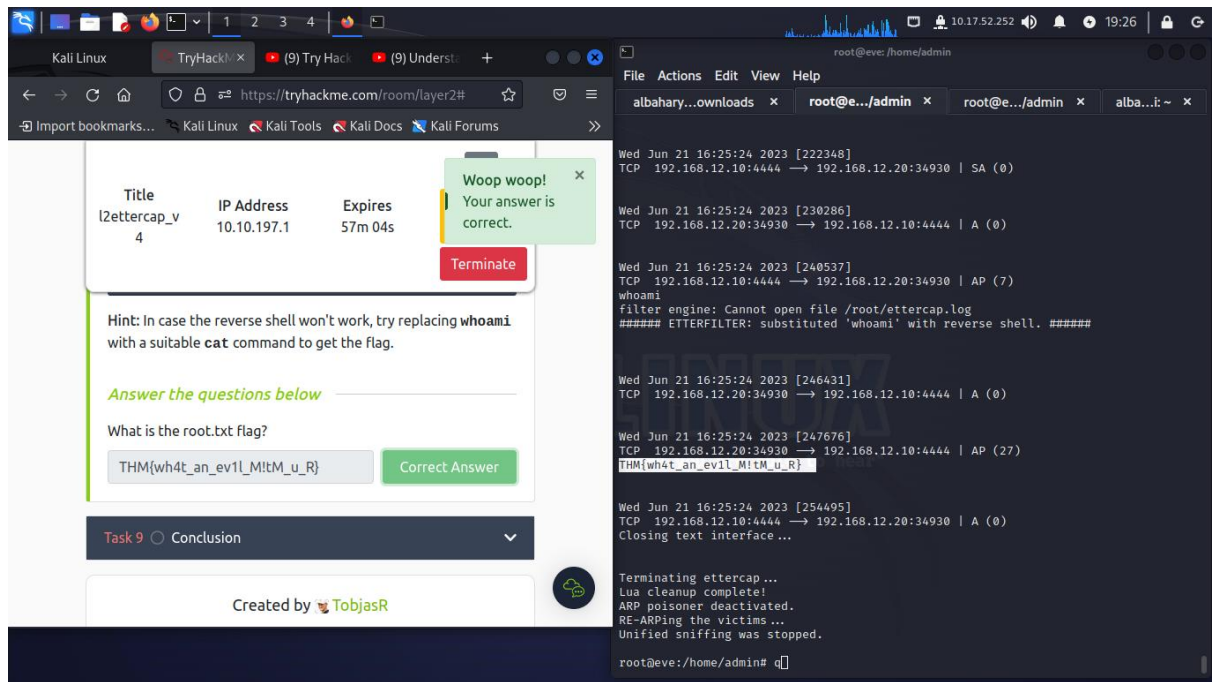 1 2 3 4
10.17.52.252
19:26
Kali Linux
TryHackM
(9) Try Hack
(9) Underst
https://tryhackme.com/room/layer2#
Import bookmarks...
Kali Linux
Kali Tools
Kali Docs
Kali Forums
Title
IP Address
Expires
l2ettercap_v
4
10.10.197.1
57m 04s
Woop woop!
Your answer is
correct.
Terminate
Hint: In case the reverse shell won't work, try replacing whoami
with a suitable cat command to get the flag.
Answer the questions below
What is the root.txt flag?
THM{wh4t_an_ev1l_M!tM_u_R}
Correct Answer
Task 9
Conclusion
Created by TobjasR
root@eve: /home/admin
File Actions Edit View Help
albahary...ownloads
root@e.../admin
root@e.../admin
alba...i: ~
Wed Jun 21 16:25:24 2023 [222348]
TCP 192.168.12.10:4444 → 192.168.12.20:34930 | SA (0)
Wed Jun 21 16:25:24 2023 [230286]
TCP 192.168.12.20:34930 → 192.168.12.10:4444 | A (0)
Wed Jun 21 16:25:24 2023 [240537]
TCP 192.168.12.10:4444 → 192.168.12.20:34930 | AP (7)
whoami
filter engine: Cannot open file /root/ettercap.log
###### ETTERFILTER: substituted 'whoami' with reverse shell. ######
Wed Jun 21 16:25:24 2023 [246431]
TCP 192.168.12.20:34930 → 192.168.12.10:4444 | A (0)
Wed Jun 21 16:25:24 2023 [247676]
TCP 192.168.12.20:34930 → 192.168.12.10:4444 | AP (27)
THM{wh4t_an_ev1l_M!tM_u_R}
Wed Jun 21 16:25:24 2023 [254495]
TCP 192.168.12.10:4444 → 192.168.12.20:34930 | A (0)
Closing text interface...
Terminating ettercap...
Lua cleanup complete!
ARP poisoner deactivated.
RE-ARPing the victims...
Unified sniffing was stopped.
root@eve:/home/admin# q